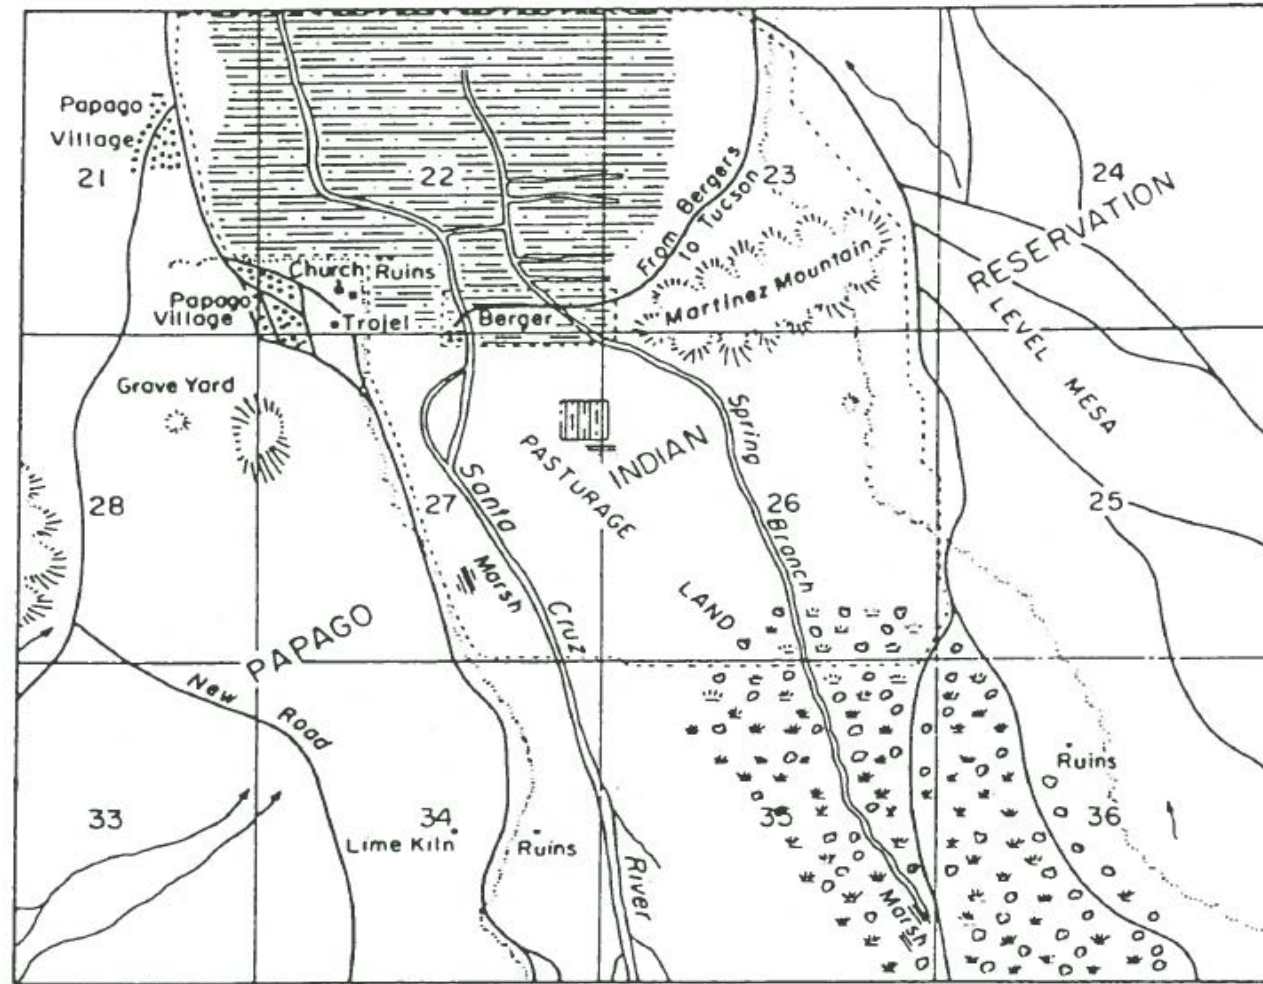 Papago
Village
21
22
23
24
From Bergers
to Tucson
RESERVATION
Church
Ruins
Papago
Village
Trojel
Berger
Martinez Mountain
LEVEL MESA
Grave Yard
Spring
Branch
INDIAN
PASTURAGE
LAND
28
27
26
25
Santa
Cruz
River
Marsh
PAPAGO
New
Road
33
34
35
36
Lime Kiln
Ruins
Ruins
Marsh